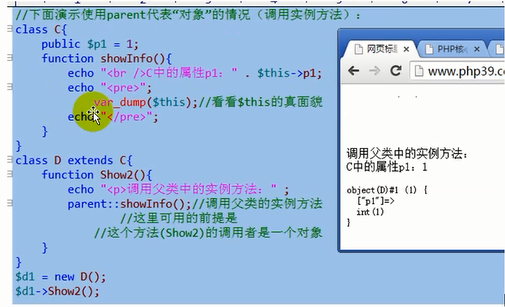 //下面演示使用parent代表“对象”的情况（调用实例方法）：
class C{
public $p1 = 1;
function showInfo(){
echo "<br />C中的属性p1：" . $this->p1;
echo "<pre>";
var_dump($this);//看看$this的真面貌
echo "</pre>";
}
}
class D extends C{
function Show2(){
echo "<p>调用父类中的实例方法：" ;
parent::showInfo();//调用父类的实例方法
//这里可用的前提是
//这个方法(Show2)的调用者是一个对象
}
}
$d1 = new D();
$d1->Show2();
网页标题
PHP核
www.php39.c
调用父类中的实例方法：
C中的属性p1：1
object(D)#1 (1) {
["p1"]=>
int(1)
}